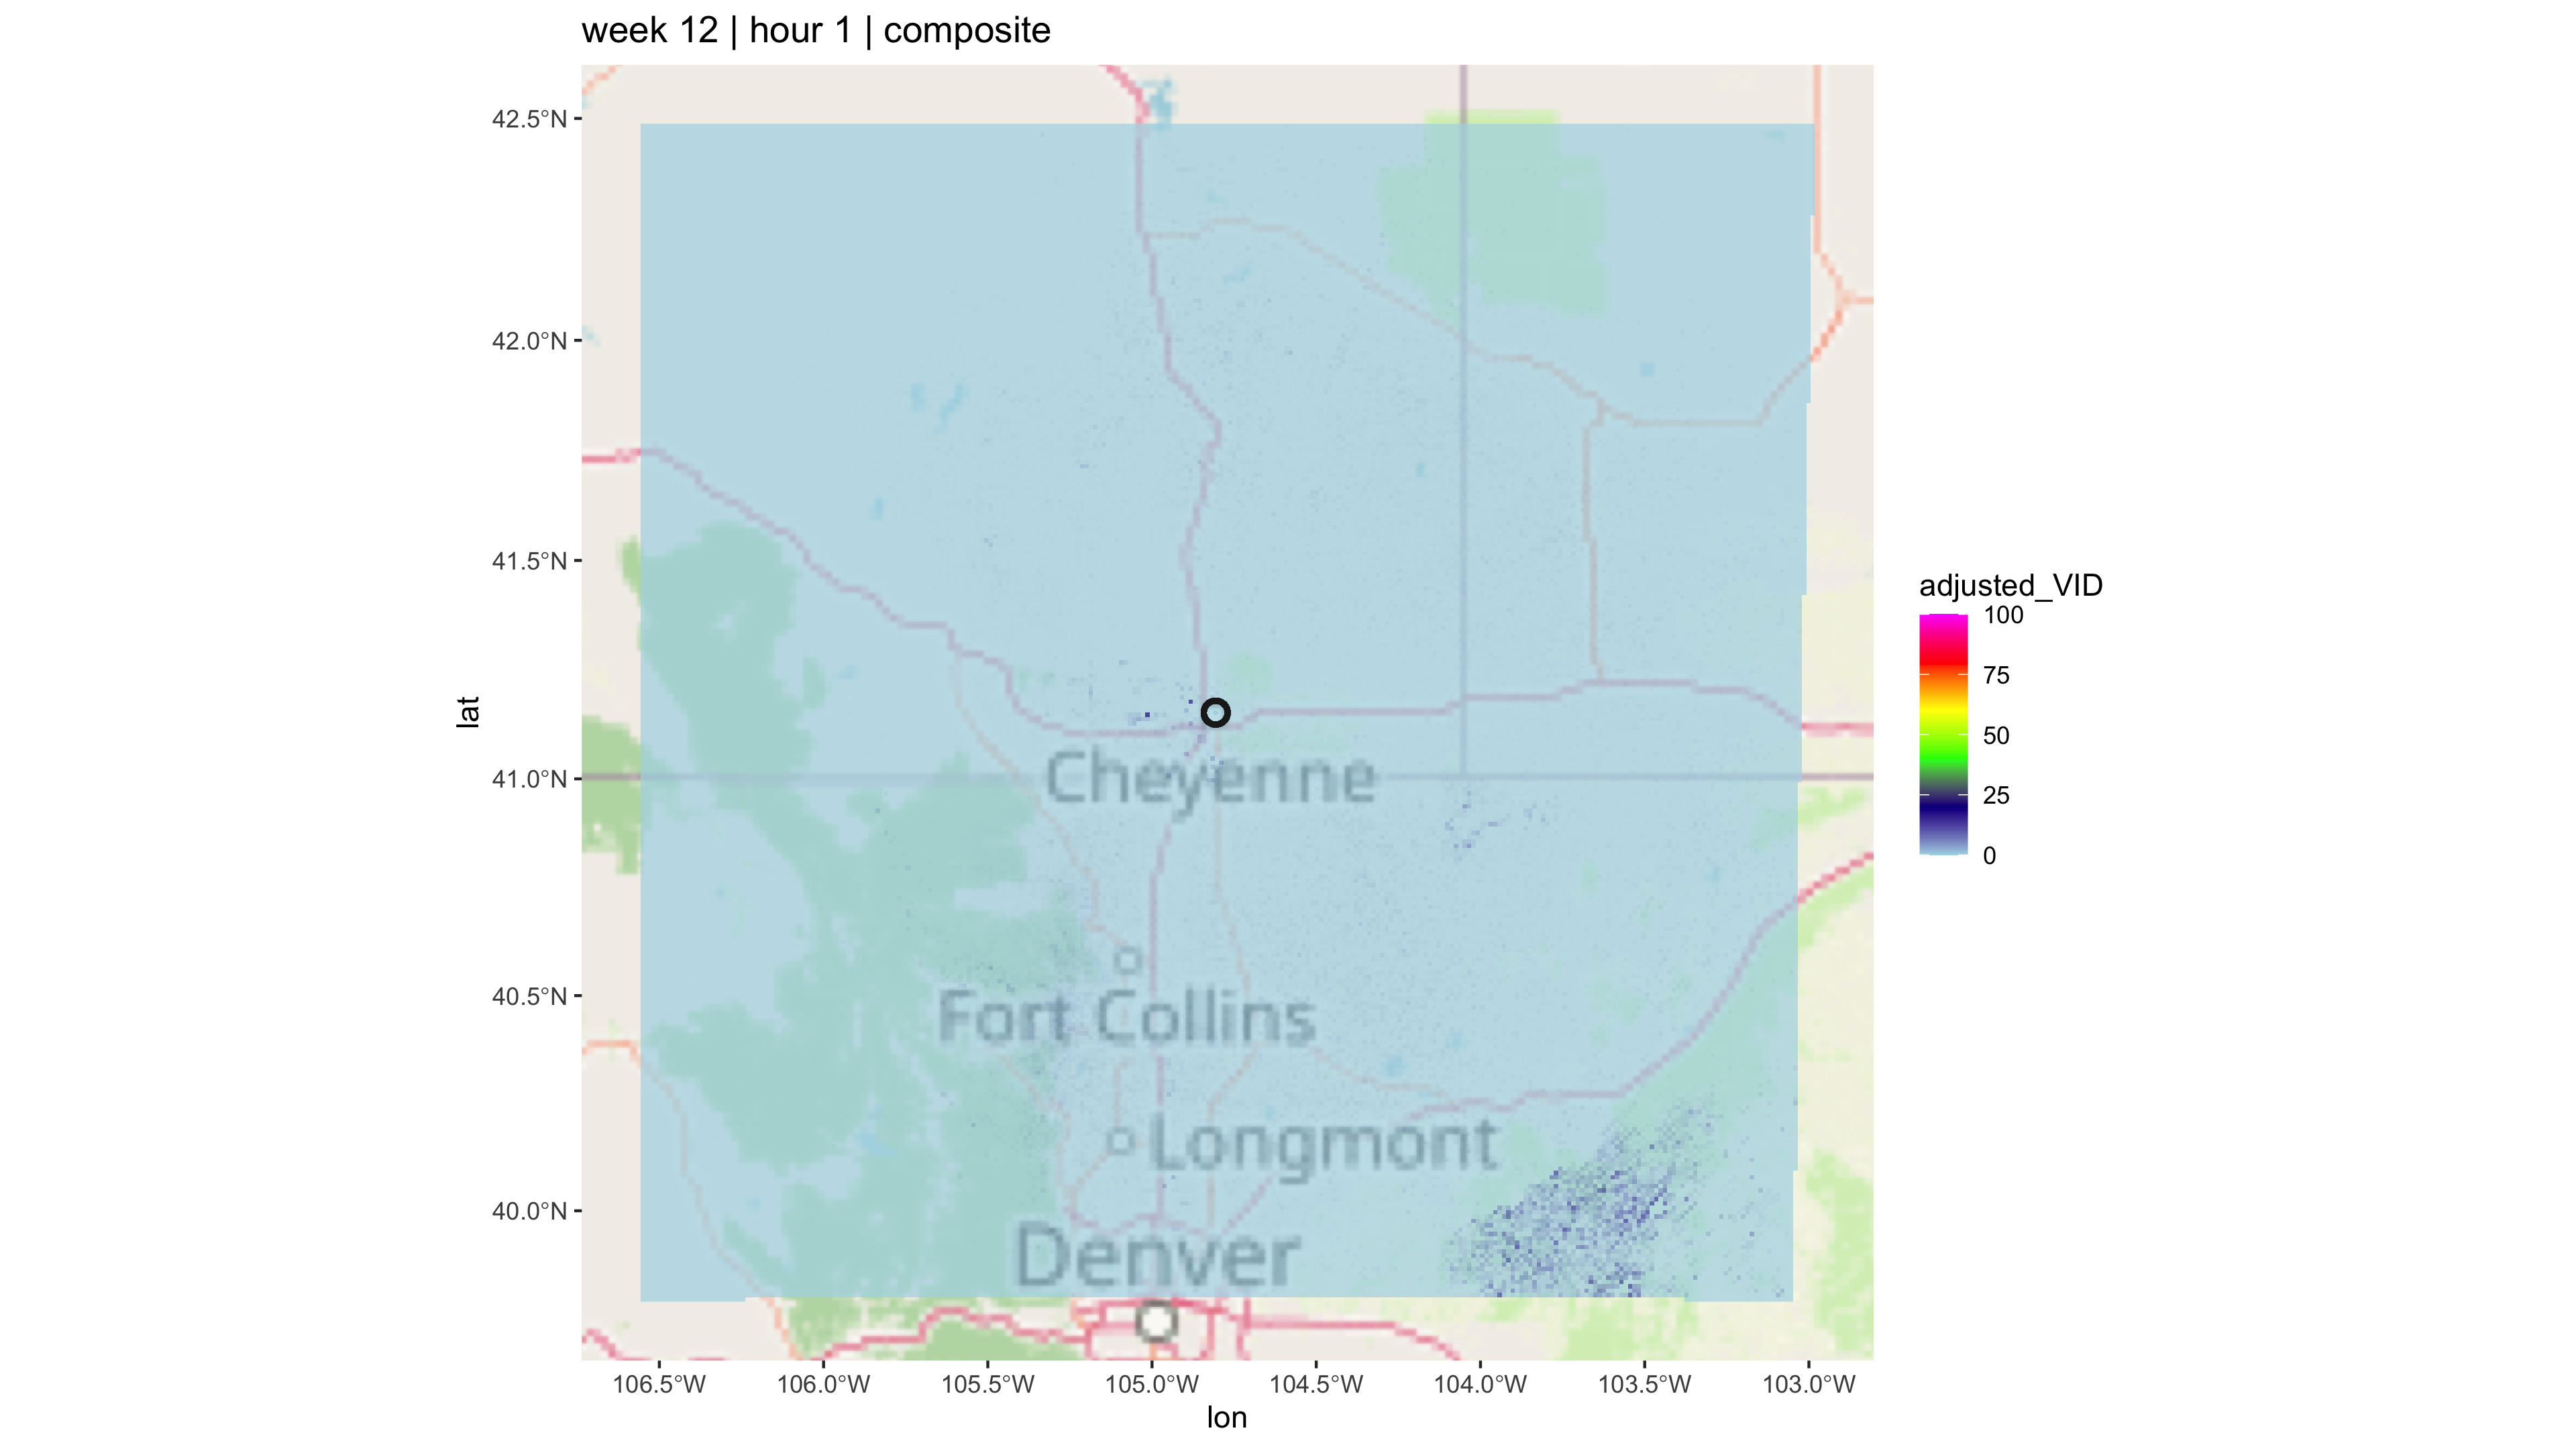 week 12 | hour 1 | composite
42.5°N
42.0°N
41.5°N
41.0°N
40.5°N
40.0°N
lat
Cheyenne
Fort Collins
Longmont
Denver
106.5°W
106.0°W
105.5°W
105.0°W
104.5°W
104.0°W
103.5°W
103.0°W
lon
adjusted_VID
100
75
50
25
0